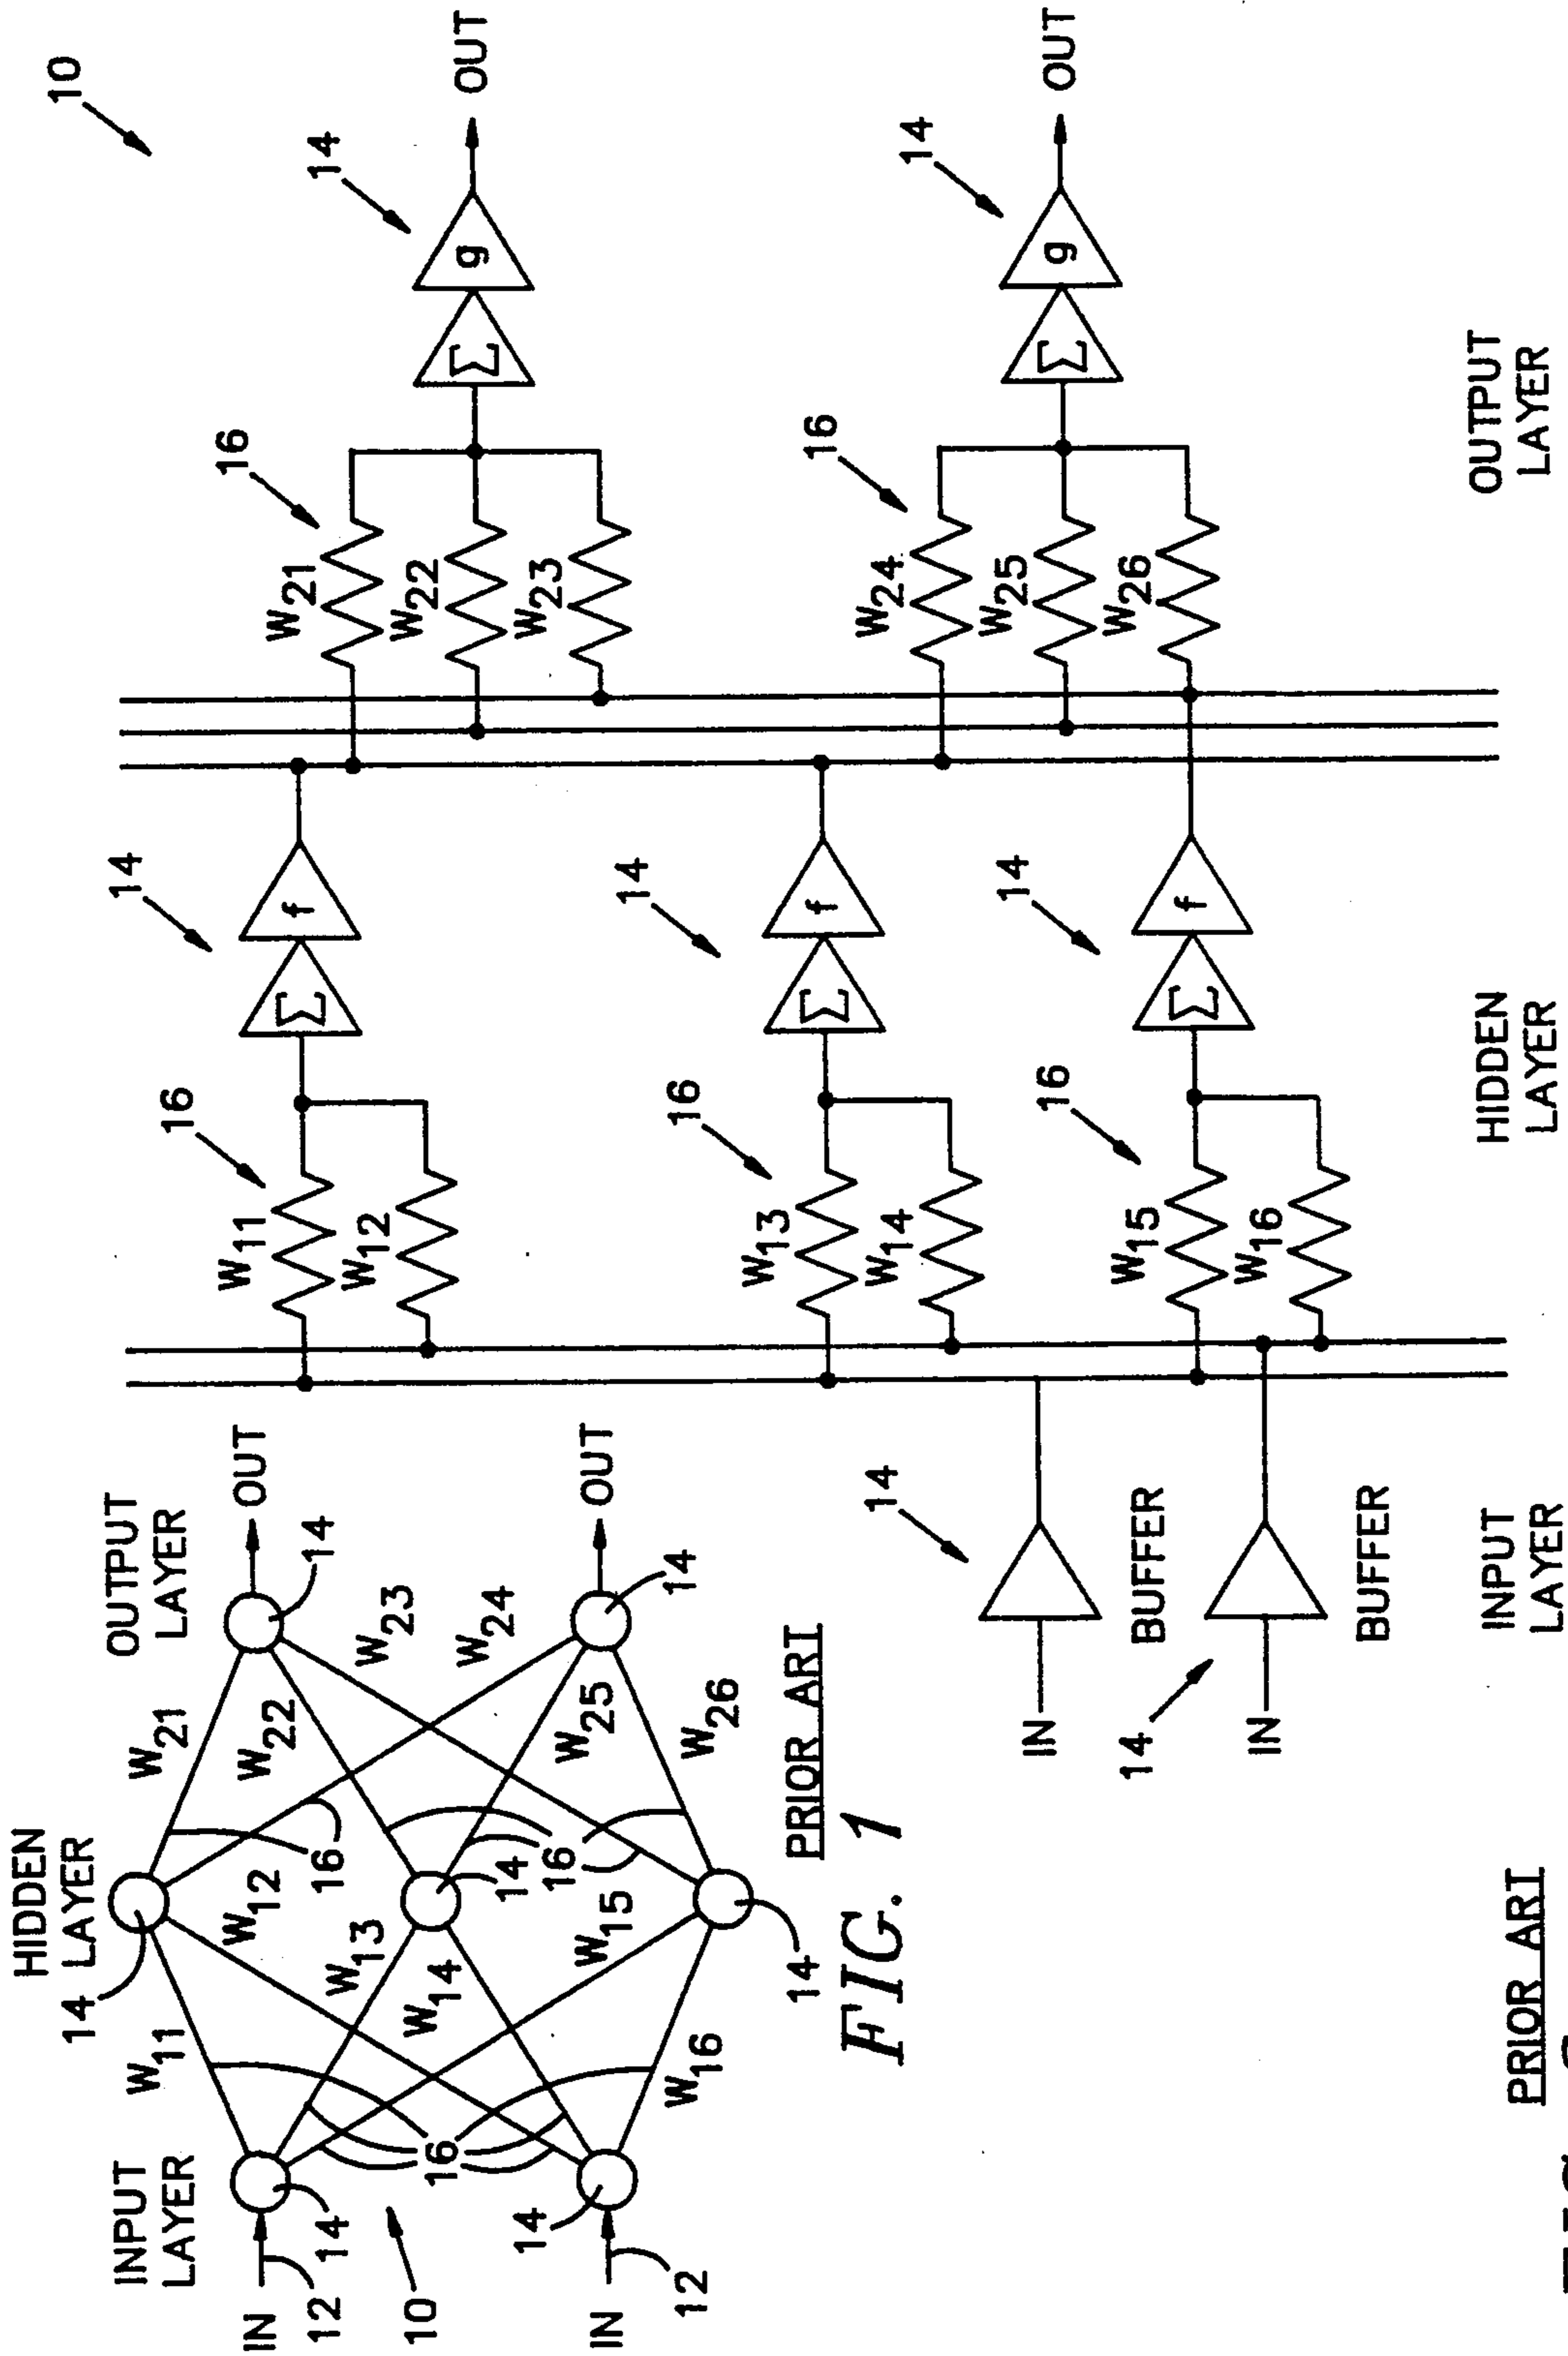 HIDDEN
LAYER
INPUT
LAYER
OUTPUT
LAYER
14
W11
W21
IN
12
14
W12
W22
14
OUT
16
16
W13
W23
10
W14
14
W24
16
W15
W25
14
IN
12
14
W16
W26
14
OUT
PRIOR ART
FIG. 1
10
14
16
14
16
W11
W21
W12
W22
W23
OUT
Σ
f
Σ
g
16
14
16
14
W13
W24
W14
W25
W26
OUT
Σ
f
Σ
g
14
16
14
W15
W16
Σ
f
IN
BUFFER
14
IN
BUFFER
INPUT
LAYER
HIDDEN
LAYER
OUTPUT
LAYER
PRIOR ART